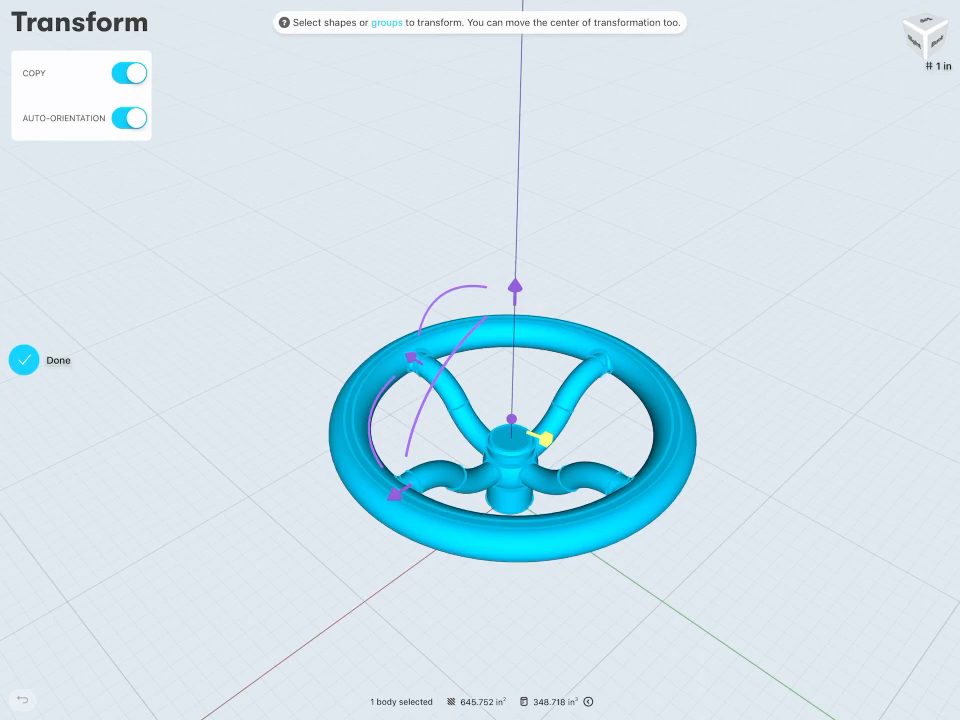 Transform
Select shapes or groups to transform. You can move the center of transformation too.
COPY
AUTO-ORIENTATION
1 in
Done
1 body selected 645.752 in² 348.718 in³